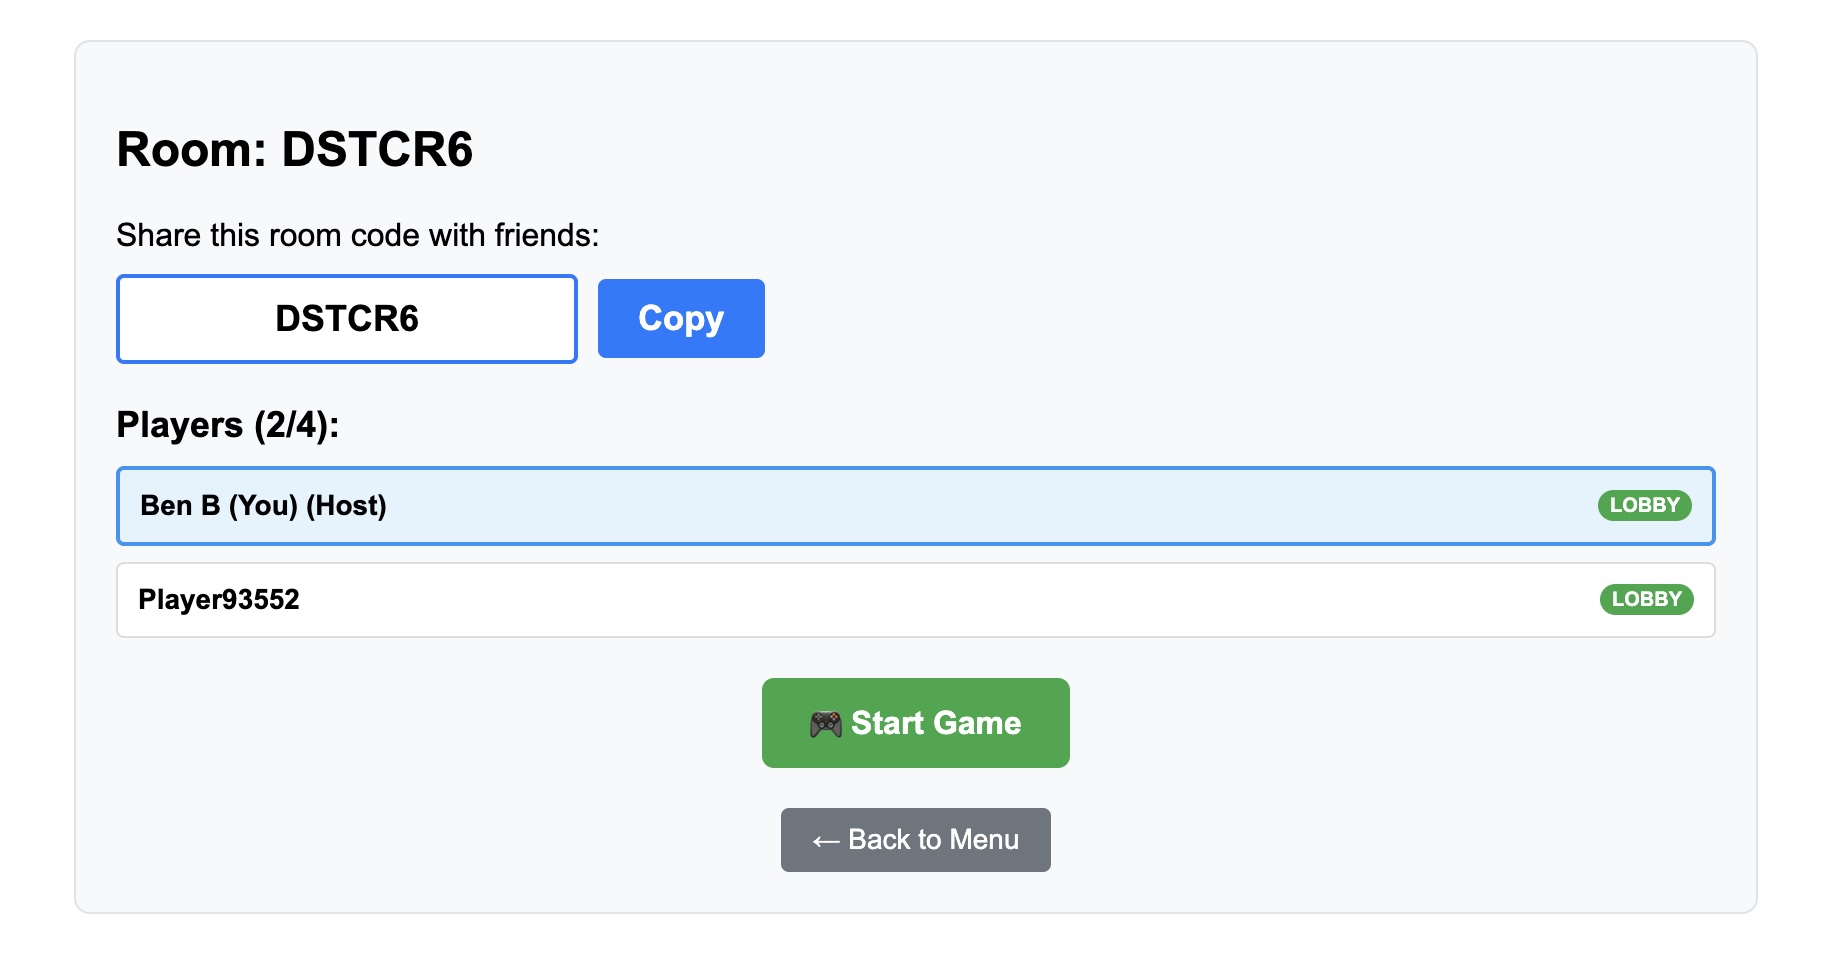 Room: DSTCR6
Share this room code with friends:
DSTCR6 Copy
Players (2/4):
Ben B (You) (Host) LOBBY
Player93552 LOBBY
🎮 Start Game
← Back to Menu